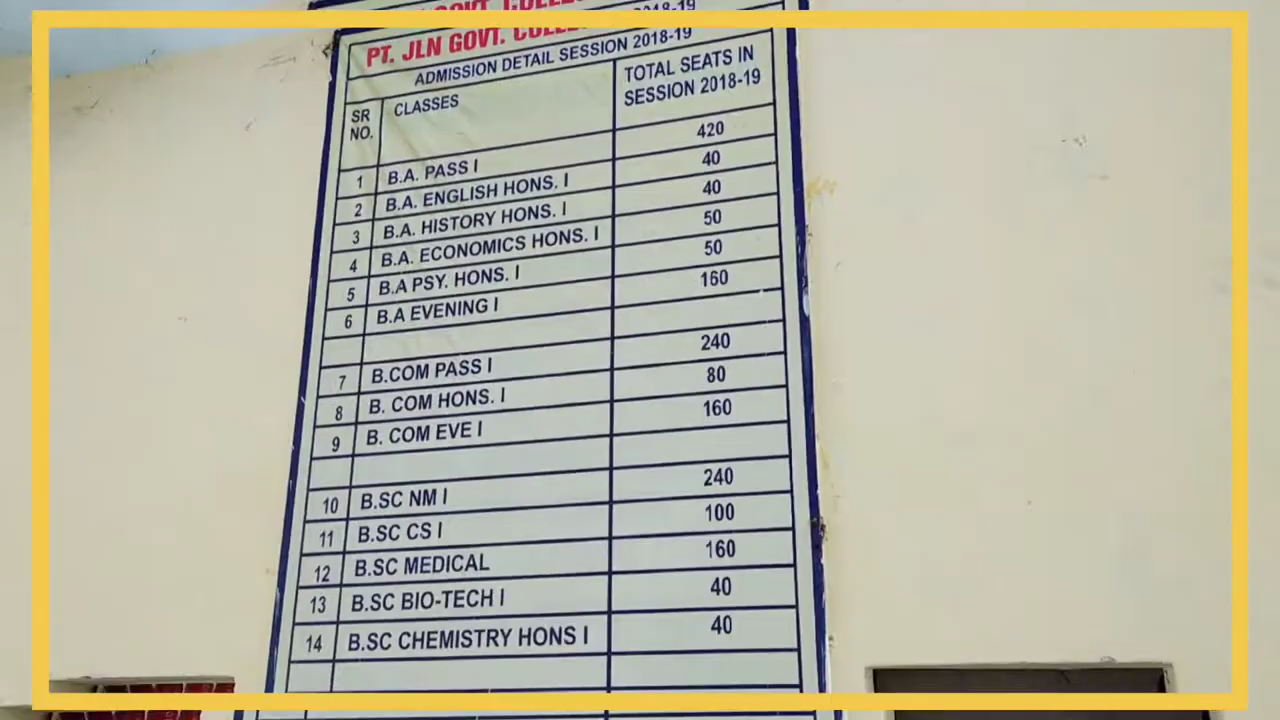 GOVT.
2018-19
PT. JLN GOVT.
ADMISSION DETAIL SESSION 2018-19
SR NO. CLASSES TOTAL SEATS IN SESSION 2018-19
1 B.A. PASS I 420
2 B.A. ENGLISH HONS. I 40
3 B.A. HISTORY HONS. I 40
4 B.A. ECONOMICS HONS. I 50
5 B.A PSY. HONS. I 50
6 B.A EVENING I 160
7 B.COM PASS I 240
8 B. COM HONS. I 80
9 B. COM EVE I 160
10 B.SC NM I 240
11 B.SC CS I 100
12 B.SC MEDICAL 160
13 B.SC BIO-TECH I 40
14 B.SC CHEMISTRY HONS I 40